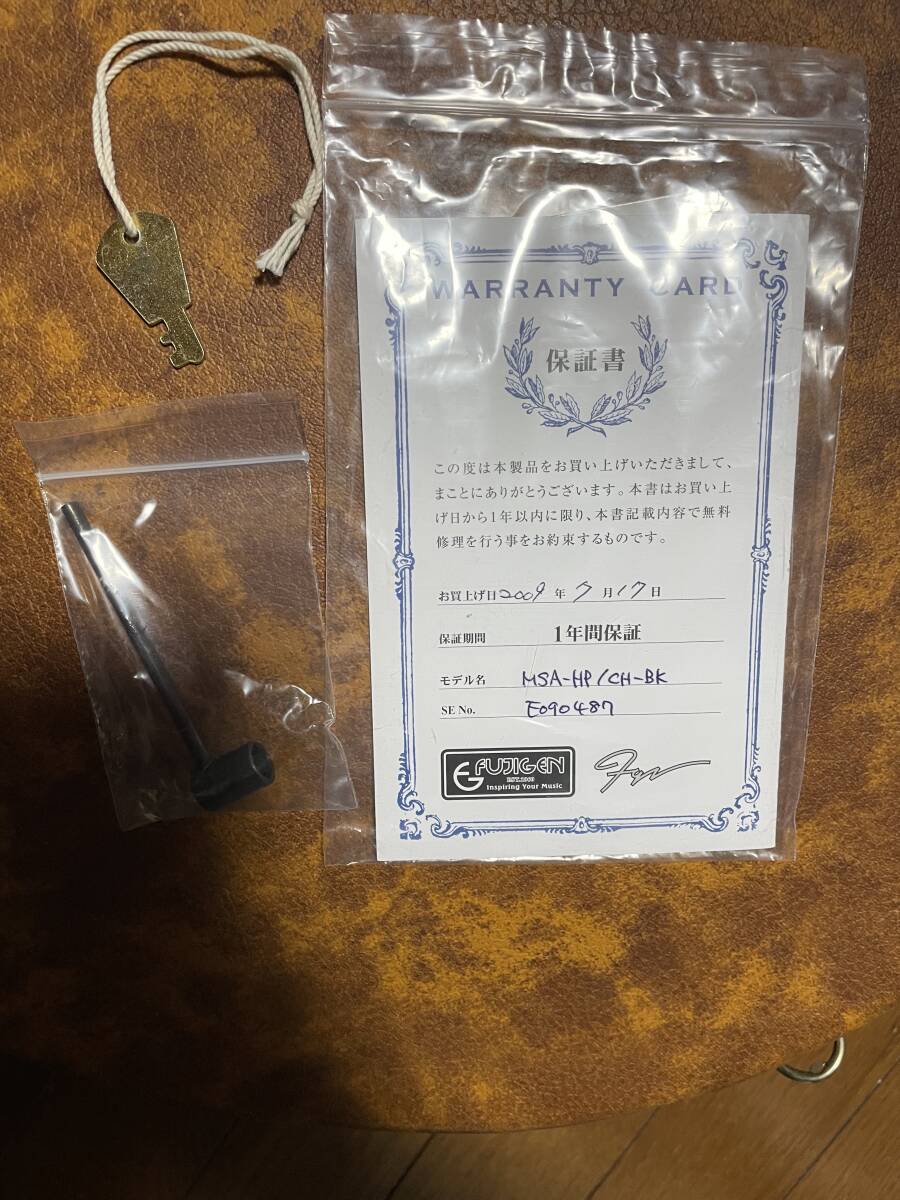 WARRANTY CARD
保証書
この度は本製品をお買い上げいただきまして、
まことにありがとうございます。本書はお買い上
げ日から1年以内に限り、本書記載内容で無料
修理を行う事をお約束するものです。
お買上げ日 2009 年 7 月 17 日
保証期間 1年間保証
モデル名 MSA-HP/CH-BK
SE No. E090487
FUJIGEN
EST.1960
Inspiring Your Music